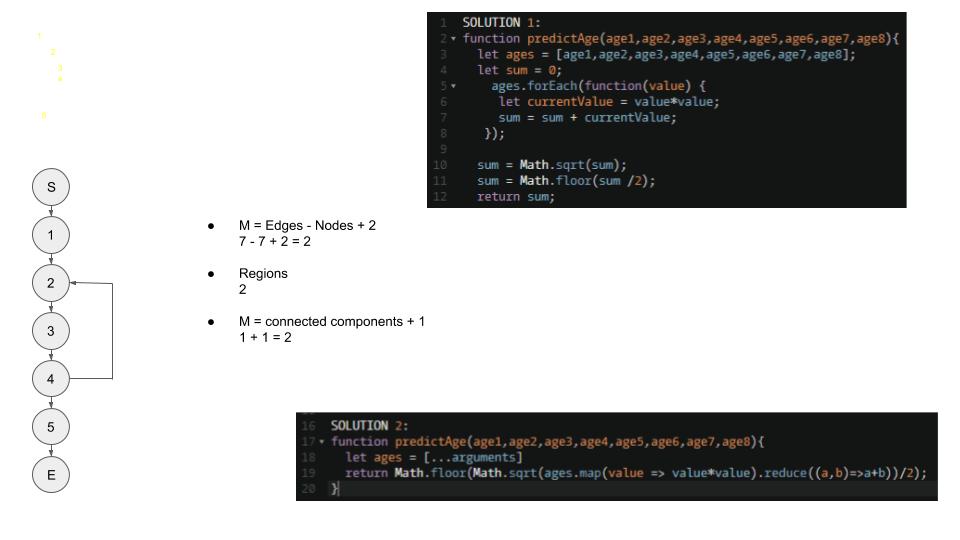 1
2
3
4
5
1 SOLUTION 1:
2 function predictAge(age1,age2,age3,age4,age5,age6,age7,age8){
3 let ages = [age1,age2,age3,age4,age5,age6,age7,age8];
4 let sum = 0;
5 ages.forEach(function(value) {
6 let currentValue = value*value;
7 sum = sum + currentValue;
8 });
9
10 sum = Math.sqrt(sum);
11 sum = Math.floor(sum /2);
12 return sum;
S
1
2
3
4
5
E
● M = Edges - Nodes + 2
7 - 7 + 2 = 2
● Regions
2
● M = connected components + 1
1 + 1 = 2
16 SOLUTION 2:
17 function predictAge(age1,age2,age3,age4,age5,age6,age7,age8){
18 let ages = [...arguments]
19 return Math.floor(Math.sqrt(ages.map(value => value*value).reduce((a,b)=>a+b))/2);
20 }